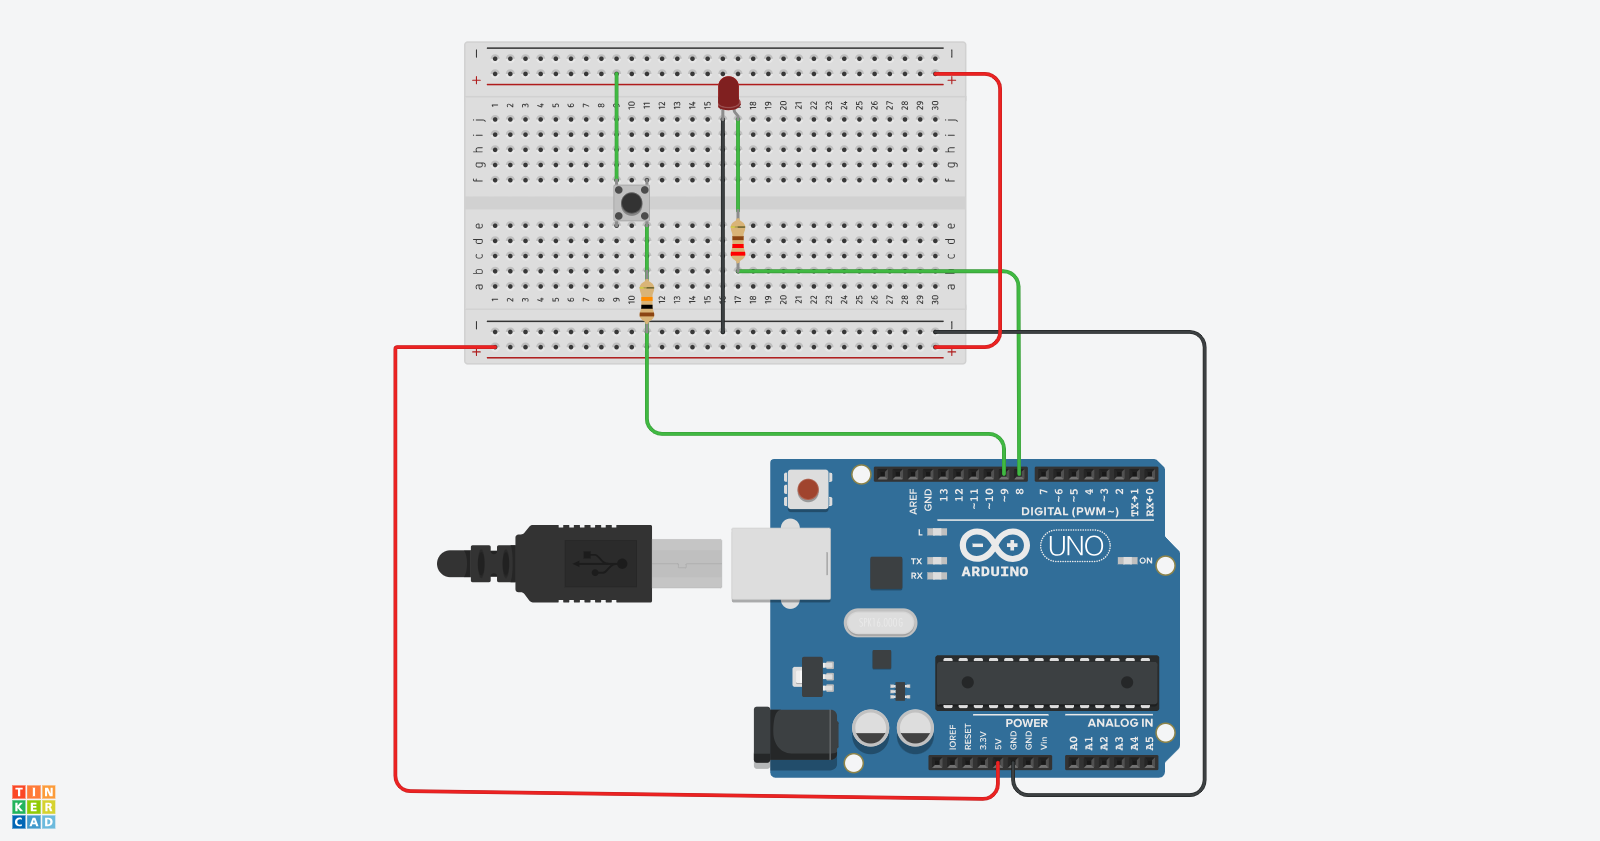 − −
+ +
1 2 3 4 5 6 7 8 9 10 11 12 13 14 15 18 19 20 21 22 23 24 25 26 27 28 29 30
j j
i i
h h
g g
f f
e e
d d
c c
b b
a a
1 2 3 4 5 6 7 8 9 10 11 12 13 14 15 17 18 19 20 21 22 23 24 25 26 27 28 29 30
− −
+ +
AREF GND 13 12 ~11 ~10 ~9 8 7 ~6 ~5 4 ~3 2 TX→1 RX←0
DIGITAL (PWM~)
L
UNO
TX
ON
RX
ARDUINO
POWER ANALOG IN
IOREF RESET 3.3V 5V GND GND Vin A0 A1 A2 A3 A4 A5
TIN
KER
CAD